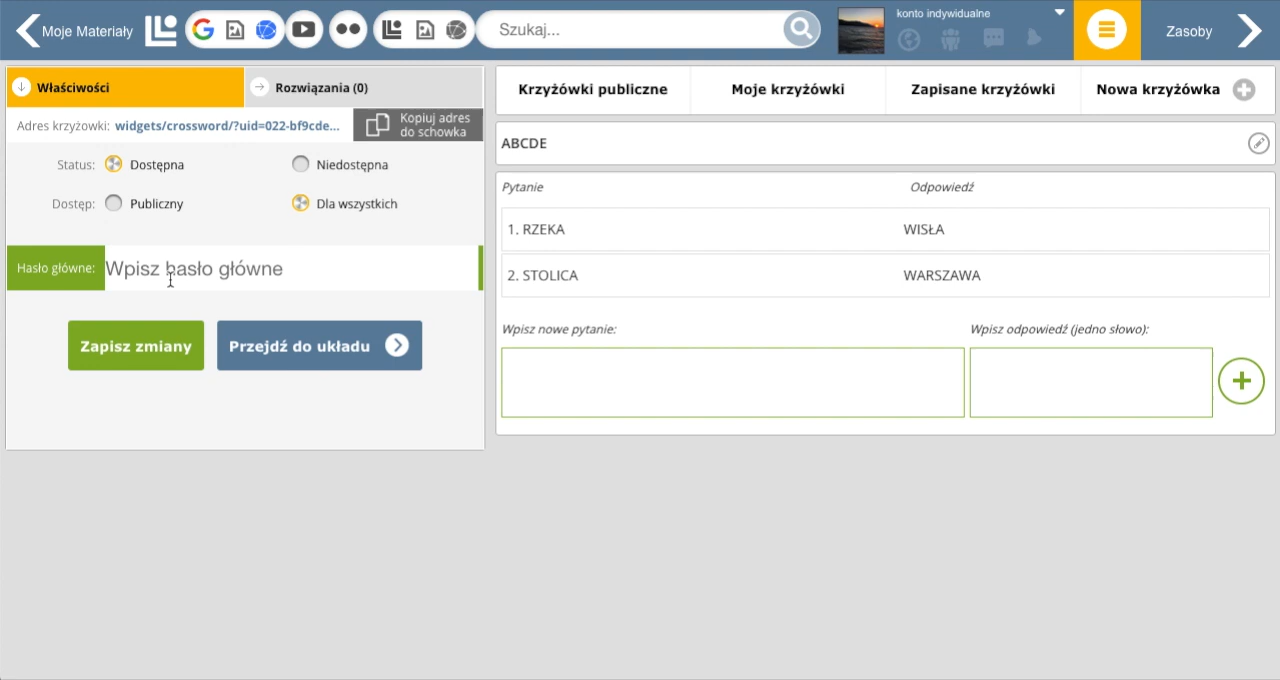 Moje Materiały
Szukaj...
konto indywidualne
Zasoby
Właściwości
Rozwiązania (0)
Adres krzyżówki: widgets/crossword/?uid=022-bf9cde...
Kopiuj adres
do schowka
Status: Dostępna Niedostępna
Dostęp: Publiczny Dla wszystkich
Hasło główne: Wpisz hasło główne
Zapisz zmiany
Przejdź do układu
Krzyżówki publiczne
Moje krzyżówki
Zapisane krzyżówki
Nowa krzyżówka
ABCDE
Pytanie Odpowiedź
1. RZEKA WISŁA
2. STOLICA WARSZAWA
Wpisz nowe pytanie: Wpisz odpowiedź (jedno słowo):